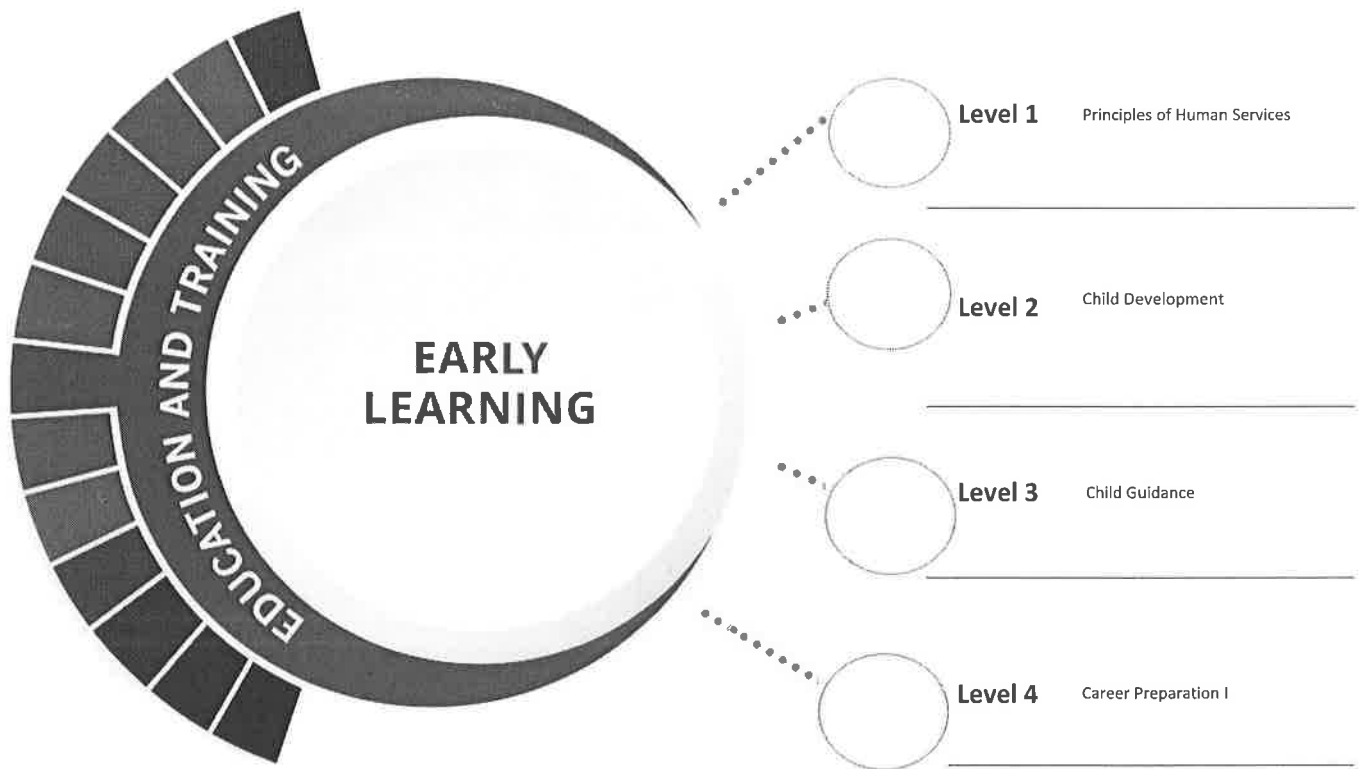 EDUCATION AND TRAINING
EARLY
LEARNING
Level 1 Principles of Human Services
Level 2 Child Development
Level 3 Child Guidance
Level 4 Career Preparation I